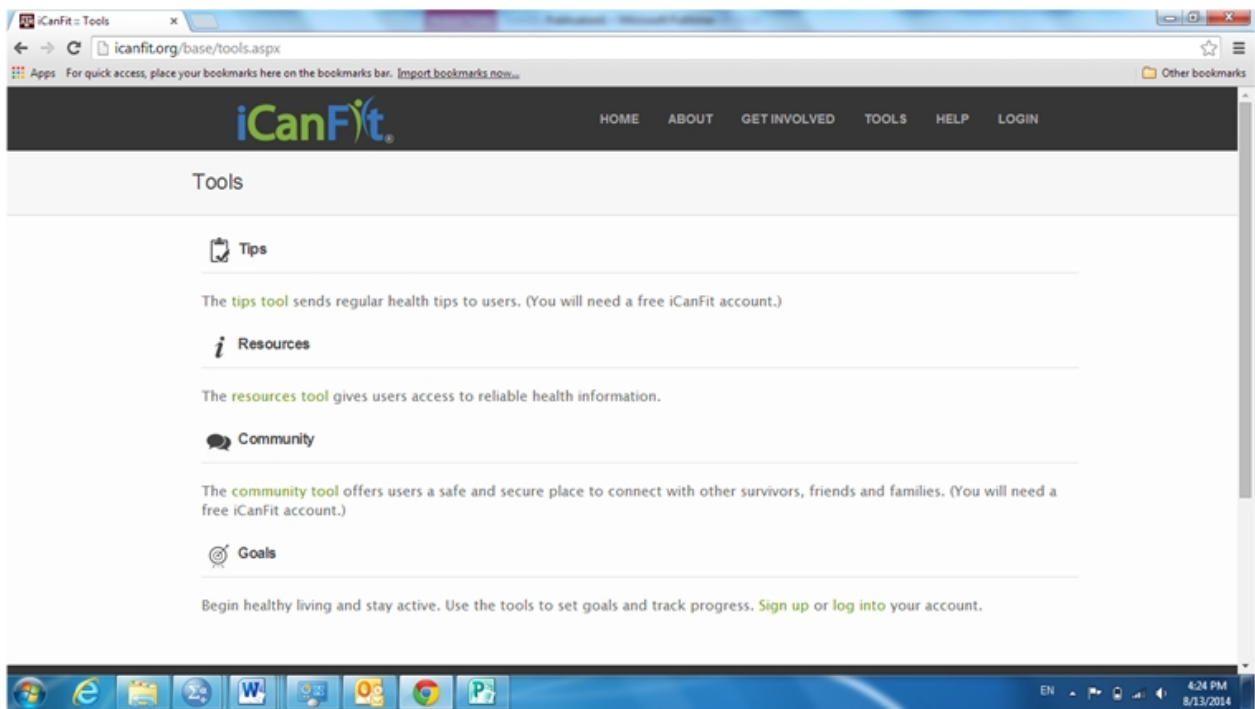 iCanFit :: Tools
icanfit.org/base/tools.aspx
Apps For quick access, place your bookmarks here on the bookmarks bar. Import bookmarks now... Other bookmarks
iCanFit® HOME ABOUT GET INVOLVED TOOLS HELP LOGIN
Tools
Tips
The tips tool sends regular health tips to users. (You will need a free iCanFit account.)
Resources
The resources tool gives users access to reliable health information.
Community
The community tool offers users a safe and secure place to connect with other survivors, friends and families. (You will need a
free iCanFit account.)
Goals
Begin healthy living and stay active. Use the tools to set goals and track progress. Sign up or log into your account.
EN 4:24 PM
8/13/2014